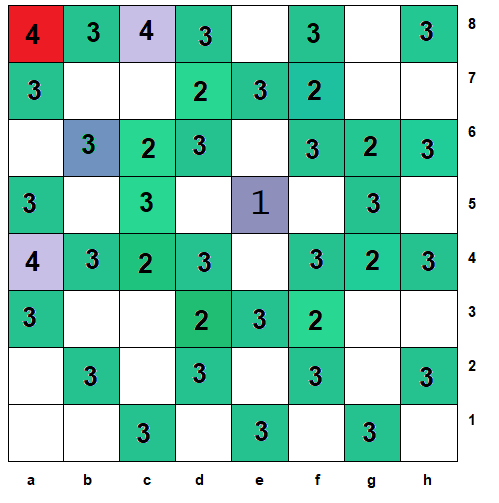 4 3 4 3 3 3 8
3 2 3 2 7
3 2 3 3 2 3 6
3 3 1 3 5
4 3 2 3 3 2 3 4
3 2 3 2 3
3 3 3 3 2
3 3 3 1
a b c d e f g h